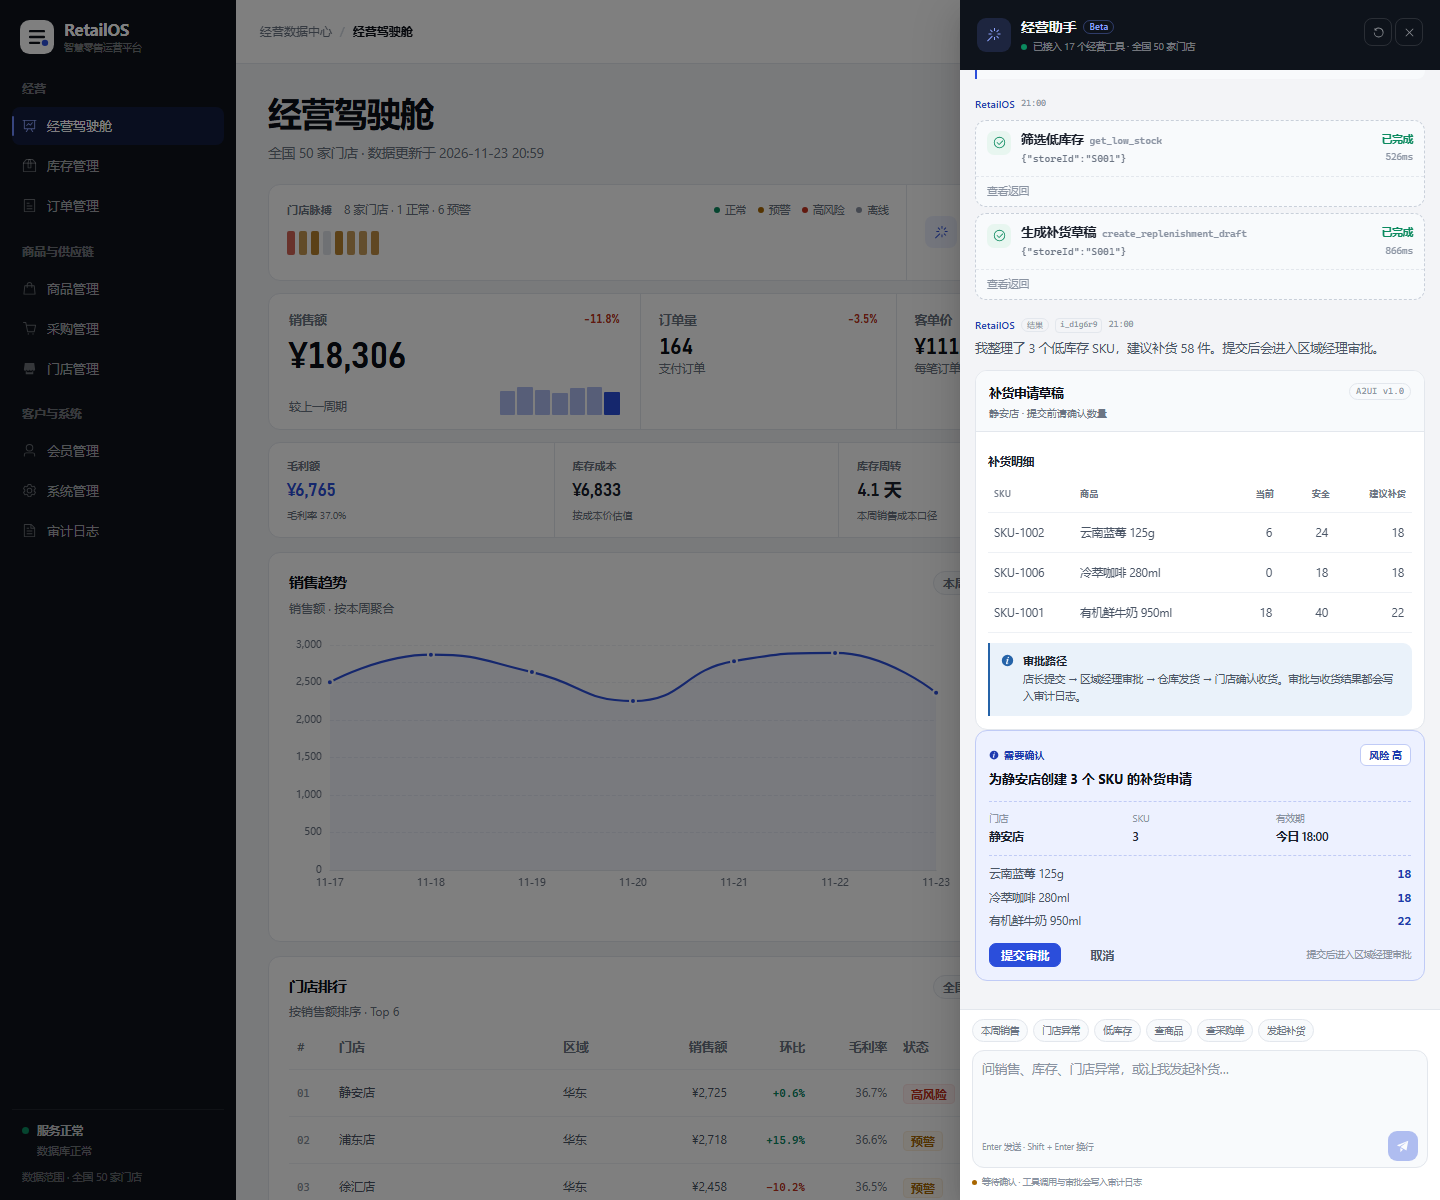 RetailOS
智慧零售运营平台
经营
经营驾驶舱
库存管理
订单管理
商品与供应链
商品管理
采购管理
门店管理
客户与系统
会员管理
系统管理
审计日志
服务正常
数据库正常
数据范围 · 全国 50 家门店
经营数据中心 / 经营驾驶舱
经营驾驶舱
全国 50 家门店 · 数据更新于 2026-11-23 20:59
门店脉搏 8 家门店 · 1 正常 · 6 预警
正常 预警 高风险 离线
销售额 -11.8%
¥18,306
较上一周期
订单量 -3.5%
164
支付订单
客单价
¥111
每笔订单
毛利额
¥6,765
毛利率 37.0%
库存成本
¥6,833
按成本价估值
库存周转
4.1 天
本周销售成本口径
销售趋势
销售额 · 按本周聚合
本周
3,000
2,500
2,000
1,500
1,000
500
0
11-17 11-18 11-19 11-20 11-21 11-22 11-23
门店排行
按销售额排序 · Top 6
全国
# 门店 区域 销售额 环比 毛利率 状态
01 静安店 华东 ¥2,725 +0.6% 36.7% 高风险
02 浦东店 华东 ¥2,718 +15.9% 36.6% 预警
03 徐汇店 华东 ¥2,458 -10.2% 36.5% 预警
经营助手 Beta
已接入 17 个经营工具 · 全国 50 家门店
RetailOS 21:00
筛选低库存 get_low_stock 已完成
{"storeId":"S001"} 526ms
查看返回
生成补货草稿 create_replenishment_draft 已完成
{"storeId":"S001"} 866ms
查看返回
RetailOS 结果 i_d1g6r9 21:00
我整理了 3 个低库存 SKU，建议补货 58 件。提交后会进入区域经理审批。
补货申请草稿 A2UI v1.0
静安店 · 提交前请确认数量
补货明细
SKU 商品 当前 安全 建议补货
SKU-1002 云南蓝莓 125g 6 24 18
SKU-1006 冷萃咖啡 280ml 0 18 18
SKU-1001 有机鲜牛奶 950ml 18 40 22
审批路径
店长提交 → 区域经理审批 → 仓库发货 → 门店确认收货。审批与收货结果都会写
入审计日志。
需要确认 风险 高
为静安店创建 3 个 SKU 的补货申请
门店 SKU 有效期
静安店 3 今日 18:00
云南蓝莓 125g 18
冷萃咖啡 280ml 18
有机鲜牛奶 950ml 22
提交审批 取消 提交后进入区域经理审批
本周销售 门店异常 低库存 查商品 查采购单 发起补货
问销售、库存、门店异常，或让我发起补货...
Enter 发送 · Shift + Enter 换行
等待确认 · 工具调用与审批会写入审计日志